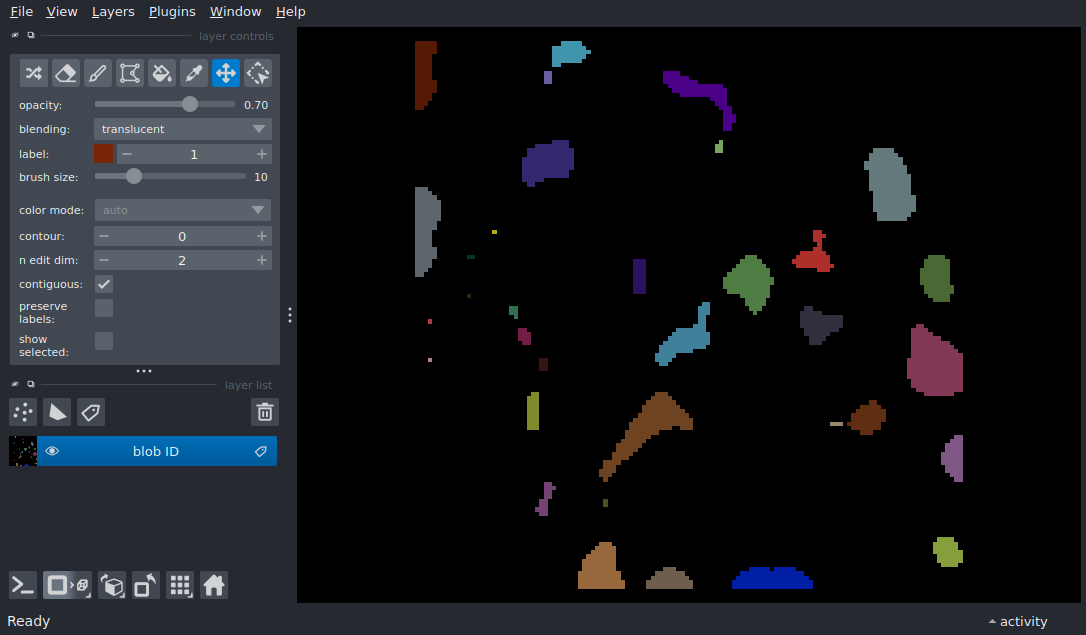 File View Layers Plugins Window Help
layer controls
opacity: 0.70
blending: translucent
label: 1
brush size: 10
color mode: auto
contour: 0
n edit dim: 2
contiguous:
preserve
labels:
show
selected:
layer list
blob ID
Ready activity